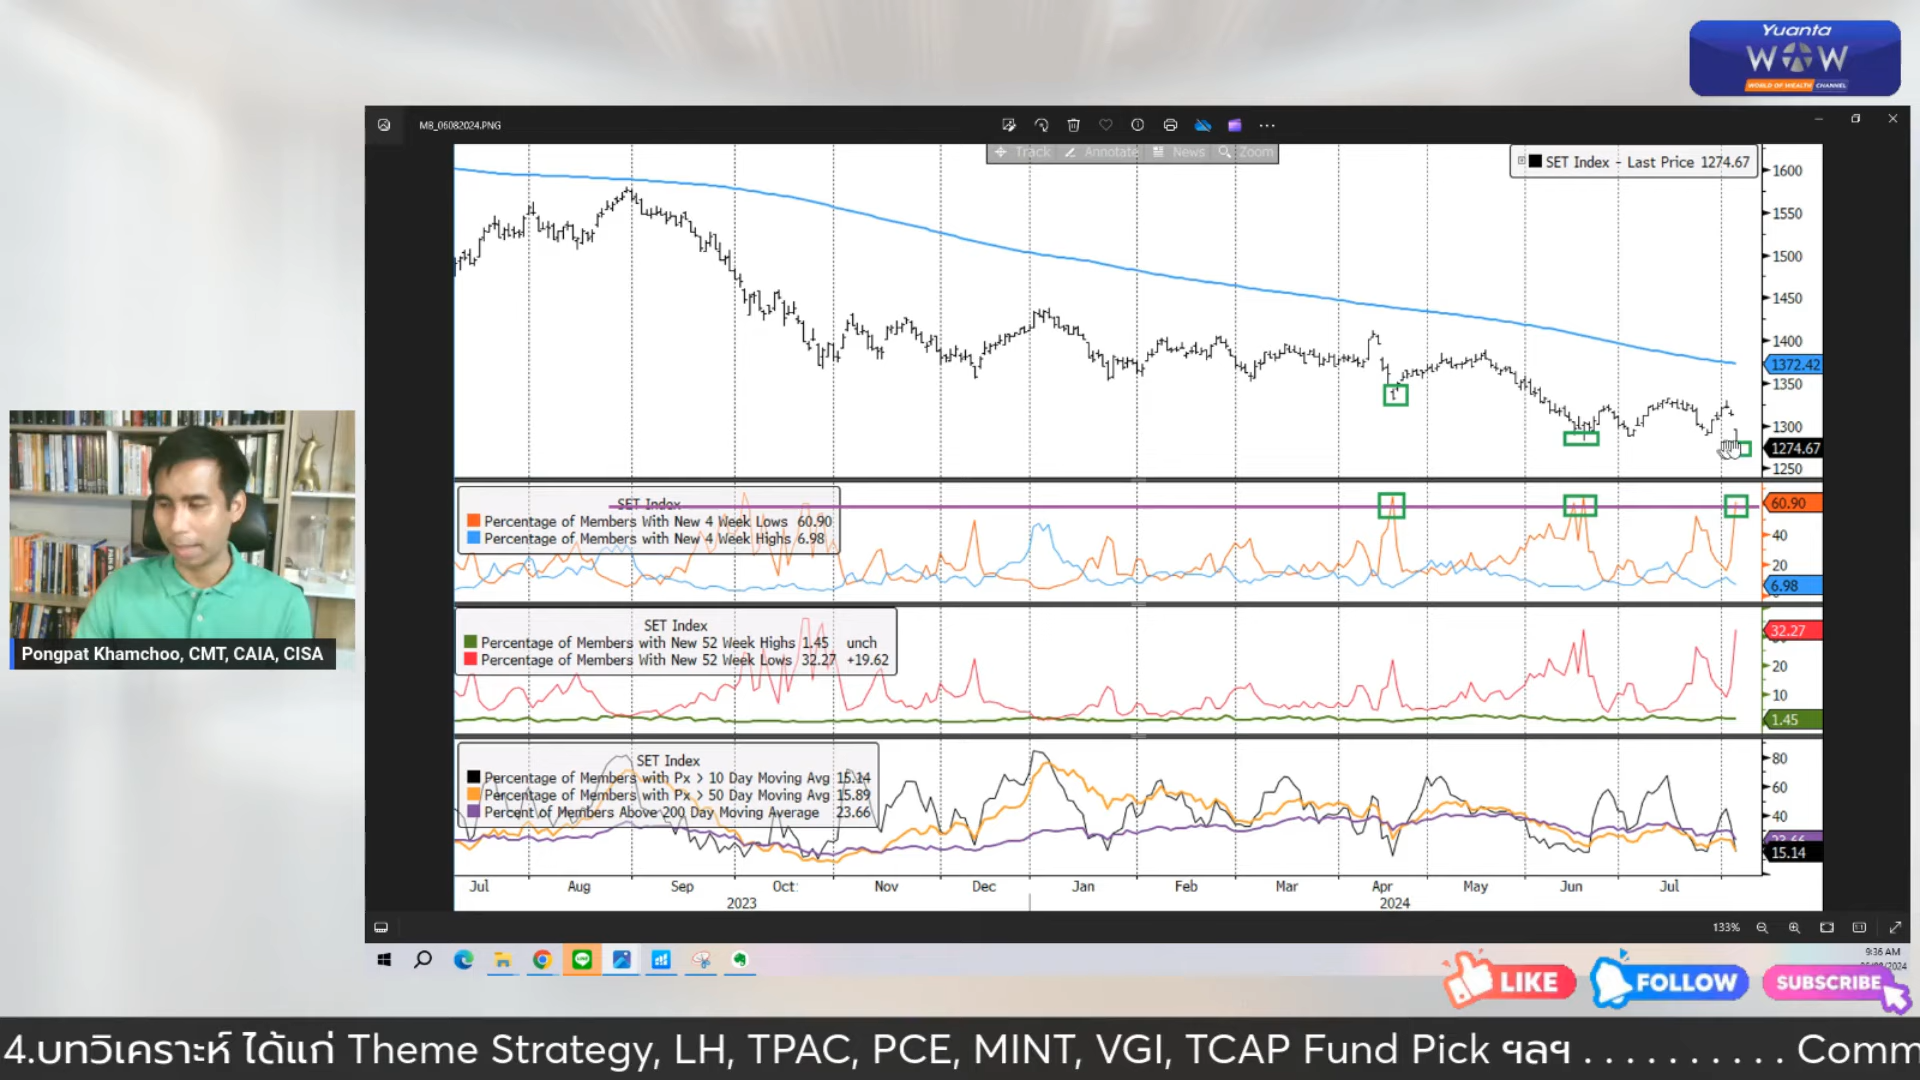 Yuanta
WOW
WORLD OF WEALTH CHANNEL
MB_06082024.PNG
Track
Annotate
News
Zoom
SET Index - Last Price 1274.67
1600
1550
1500
1450
1400
1372.42
1350
1300
1274.67
1250
SET Index
Percentage of Members With New 4 Week Lows 60.90
Percentage of Members with New 4 Week Highs 6.98
60.90
40
20
6.98
SET Index
Percentage of Members with New 52 Week Highs 1.45 unch
Percentage of Members With New 52 Week Lows 32.27 +19.62
32.27
20
10
1.45
SET Index
Percentage of Members with Px > 10 Day Moving Avg 15.14
Percentage of Members with Px > 50 Day Moving Avg 15.89
Percent of Members Above 200 Day Moving Average 23.66
80
60
40
23.66
15.14
Jul Aug Sep Oct Nov Dec Jan Feb Mar Apr May Jun Jul
2023 2024
Pongpat Khamchoo, CMT, CAIA, CISA
133%
9:36 AM
LIKE
FOLLOW
SUBSCRIBE
4.บทวิเคราะห์ ได้แก่ Theme Strategy, LH, TPAC, PCE, MINT, VGI, TCAP Fund Pick ฯลฯ . . . . . . . . . . Comm